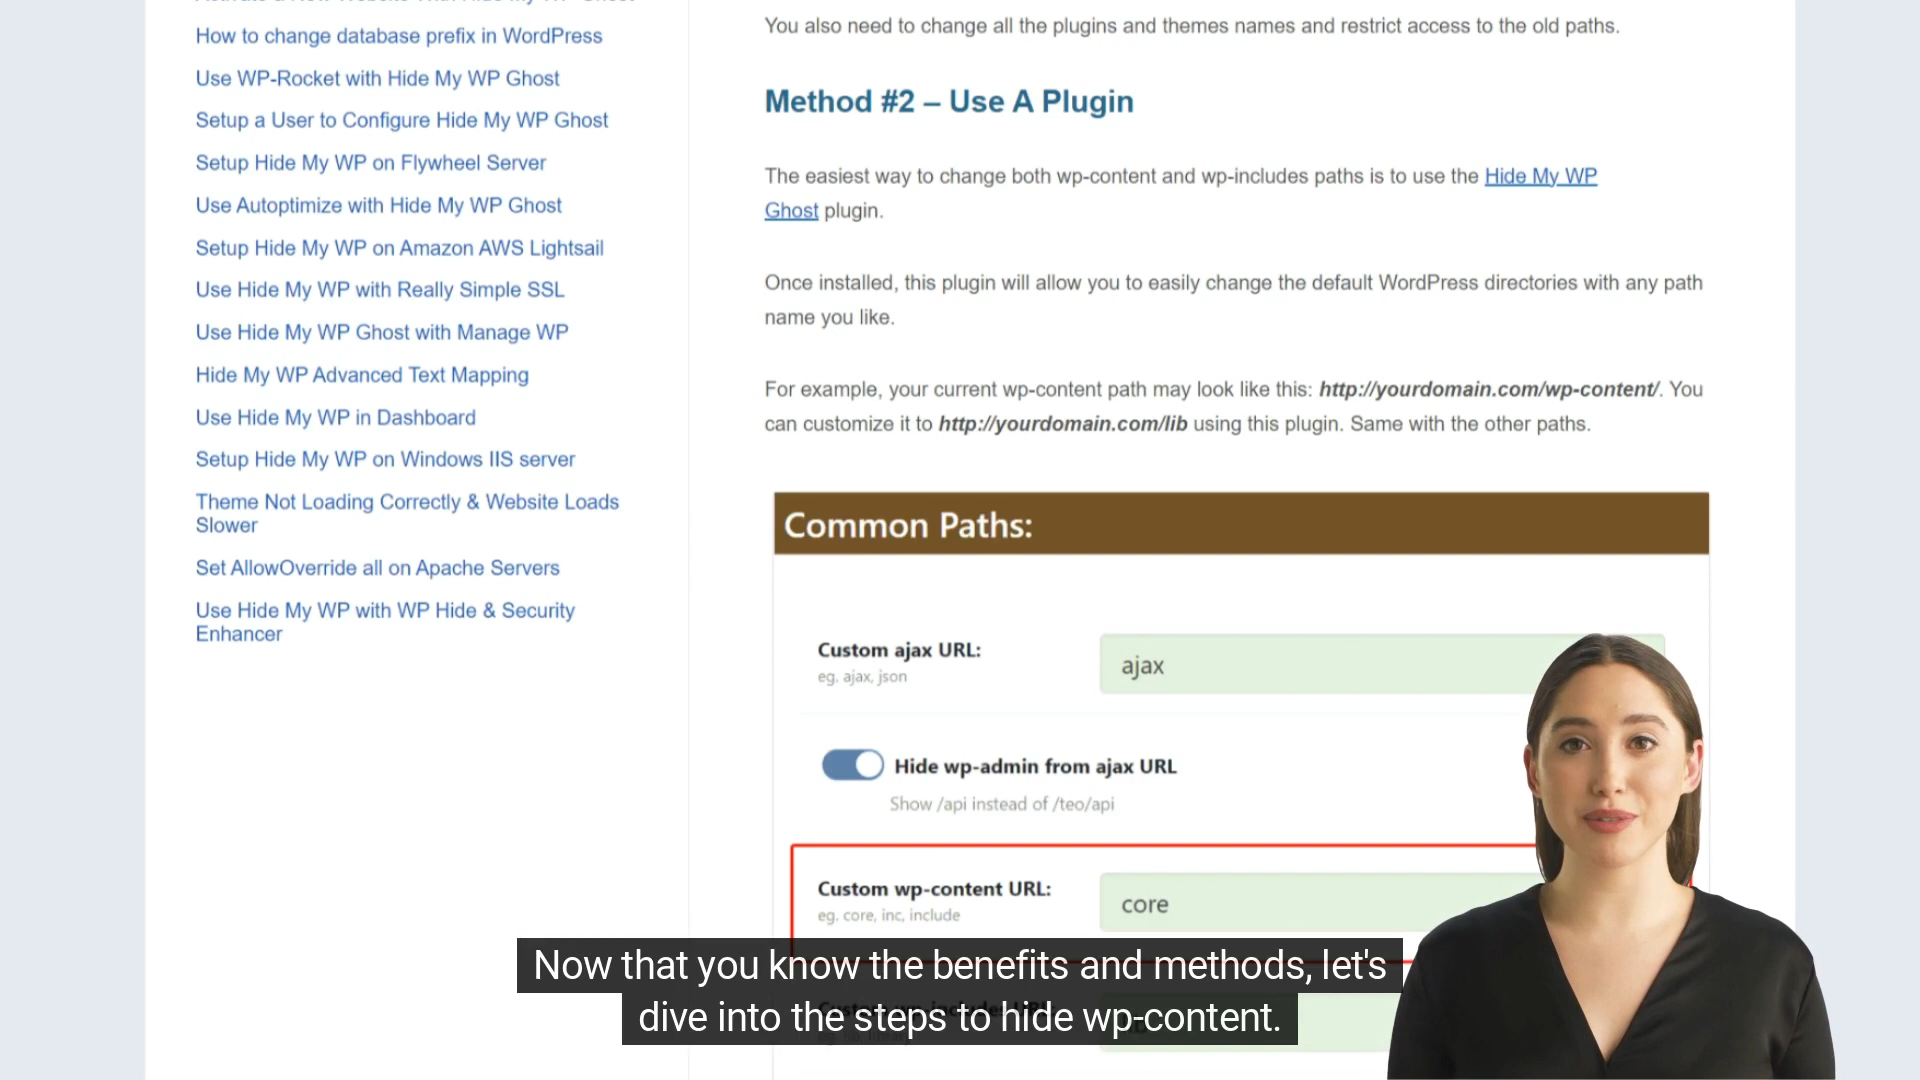 How to change database prefix in WordPress
Use WP-Rocket with Hide My WP Ghost
Setup a User to Configure Hide My WP Ghost
Setup Hide My WP on Flywheel Server
Use Autoptimize with Hide My WP Ghost
Setup Hide My WP on Amazon AWS Lightsail
Use Hide My WP with Really Simple SSL
Use Hide My WP Ghost with Manage WP
Hide My WP Advanced Text Mapping
Use Hide My WP in Dashboard
Setup Hide My WP on Windows IIS server
Theme Not Loading Correctly & Website Loads
Slower
Set AllowOverride all on Apache Servers
Use Hide My WP with WP Hide & Security
Enhancer
You also need to change all the plugins and themes names and restrict access to the old paths.
Method #2 – Use A Plugin
The easiest way to change both wp-content and wp-includes paths is to use the Hide My WP
Ghost plugin.
Once installed, this plugin will allow you to easily change the default WordPress directories with any path
name you like.
For example, your current wp-content path may look like this: http://yourdomain.com/wp-content/. You
can customize it to http://yourdomain.com/lib using this plugin. Same with the other paths.
Common Paths:
Custom ajax URL:
eg. ajax, json
ajax
Hide wp-admin from ajax URL
Show /api instead of /teo/api
Custom wp-content URL:
eg. core, inc, include
core
Now that you know the benefits and methods, let's
dive into the steps to hide wp-content.